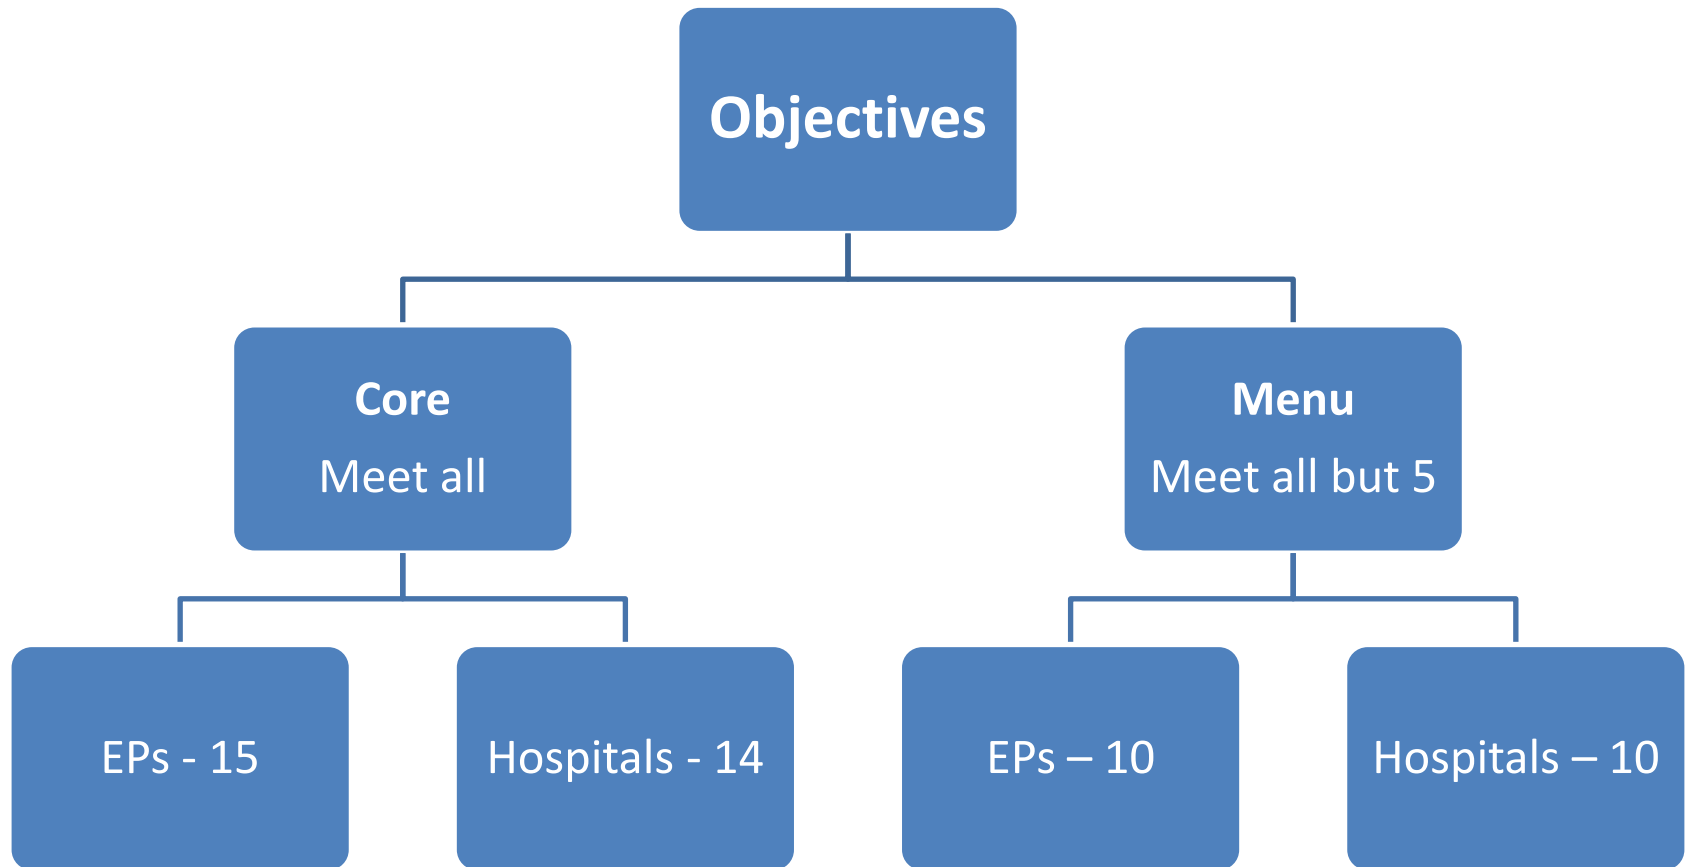 Objectives
Core
Meet all
Menu
Meet all but 5
EPs - 15
Hospitals - 14
EPs – 10
Hospitals – 10